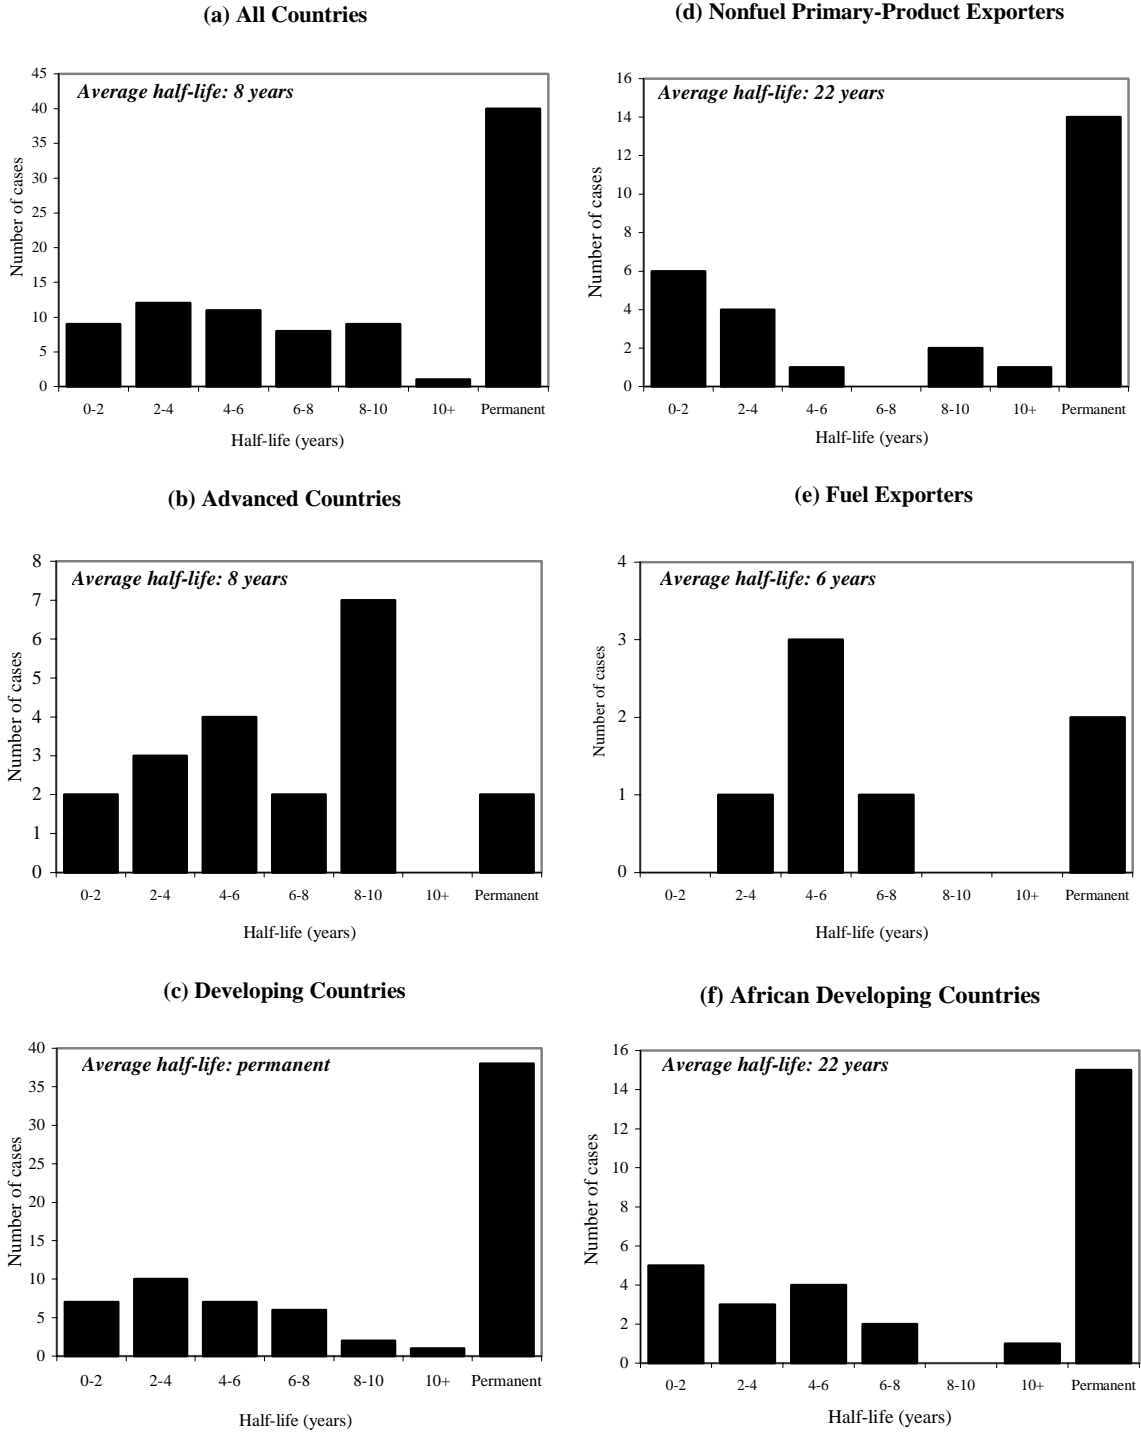 (a) All Countries
Average half-life: 8 years
Number of cases
45
40
35
30
25
20
15
10
5
0
0-2 2-4 4-6 6-8 8-10 10+ Permanent
Half-life (years)
(d) Nonfuel Primary-Product Exporters
Average half-life: 22 years
Number of cases
16
14
12
10
8
6
4
2
0
0-2 2-4 4-6 6-8 8-10 10+ Permanent
Half-life (years)
(b) Advanced Countries
Average half-life: 8 years
Number of cases
8
7
6
5
4
3
2
1
0
0-2 2-4 4-6 6-8 8-10 10+ Permanent
Half-life (years)
(e) Fuel Exporters
Average half-life: 6 years
Number of cases
4
3
2
1
0
0-2 2-4 4-6 6-8 8-10 10+ Permanent
Half-life (years)
(c) Developing Countries
Average half-life: permanent
Number of cases
40
35
30
25
20
15
10
5
0
0-2 2-4 4-6 6-8 8-10 10+ Permanent
Half-life (years)
(f) African Developing Countries
Average half-life: 22 years
Number of cases
16
14
12
10
8
6
4
2
0
0-2 2-4 4-6 6-8 8-10 10+ Permanent
Half-life (years)